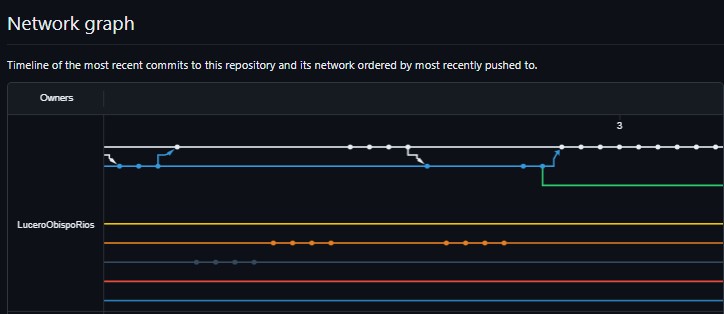 Network graph
Timeline of the most recent commits to this repository and its network ordered by most recently pushed to.
Owners
3
LuceroObispoRios